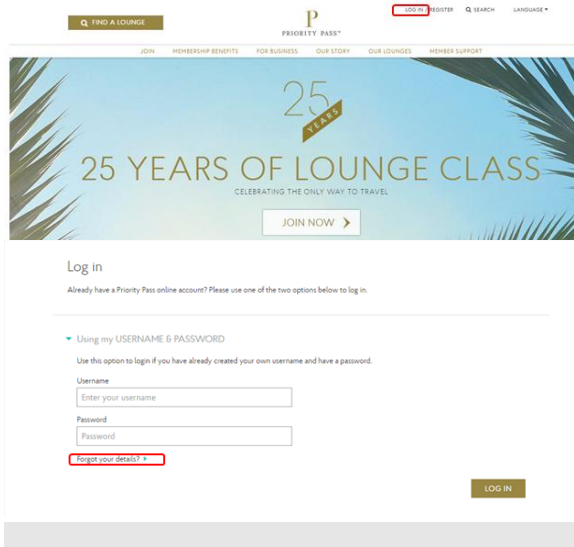 FIND A LOUNGE
P
PRIORITY PASS™
LOG IN / REGISTER
SEARCH
LANGUAGE
JOIN MEMBERSHIP BENEFITS FOR BUSINESS OUR STORY OUR LOUNGES MEMBER SUPPORT
25
YEARS
25 YEARS OF LOUNGE CLASS
CELEBRATING THE ONLY WAY TO TRAVEL
JOIN NOW
Log in
Already have a Priority Pass online account? Please use one of the two options below to log in.
Using my USERNAME & PASSWORD
Use this option to login if you have already created your own username and have a password.
Username
Enter your username
Password
Password
Forgot your details?
LOG IN